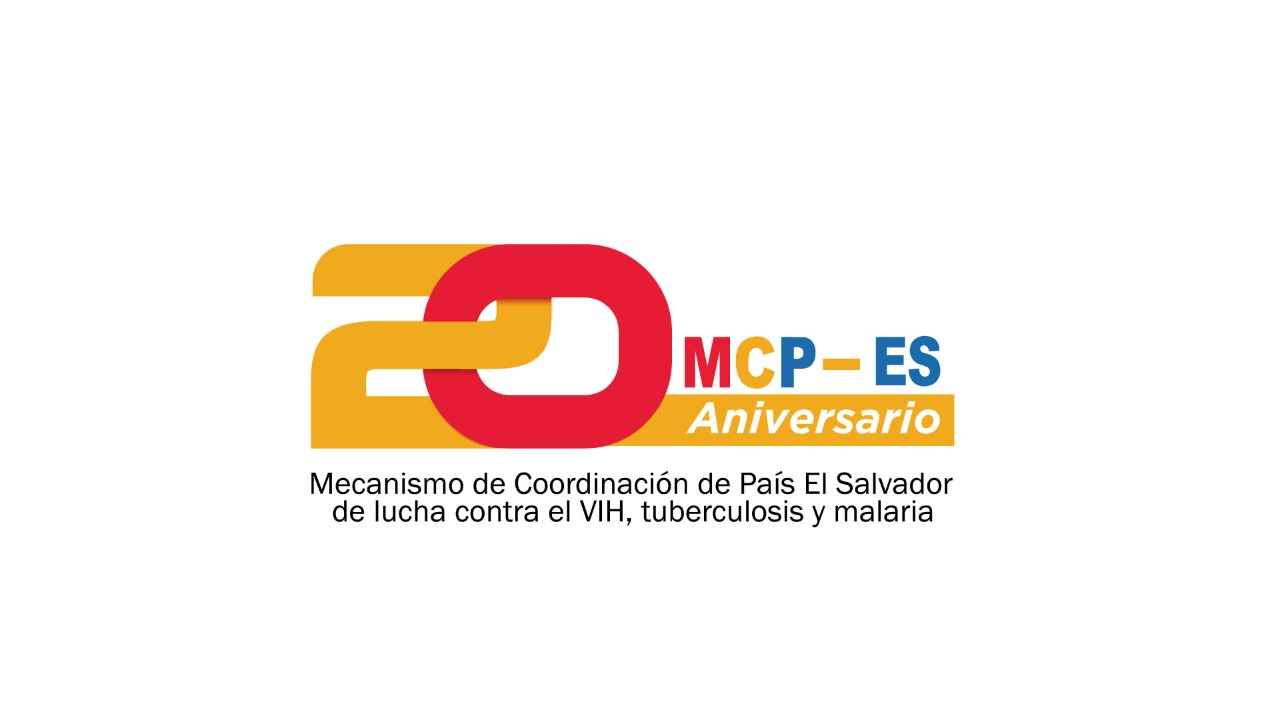 20
MCP-ES
Aniversario
Mecanismo de Coordinación de País El Salvador
de lucha contra el VIH, tuberculosis y malaria